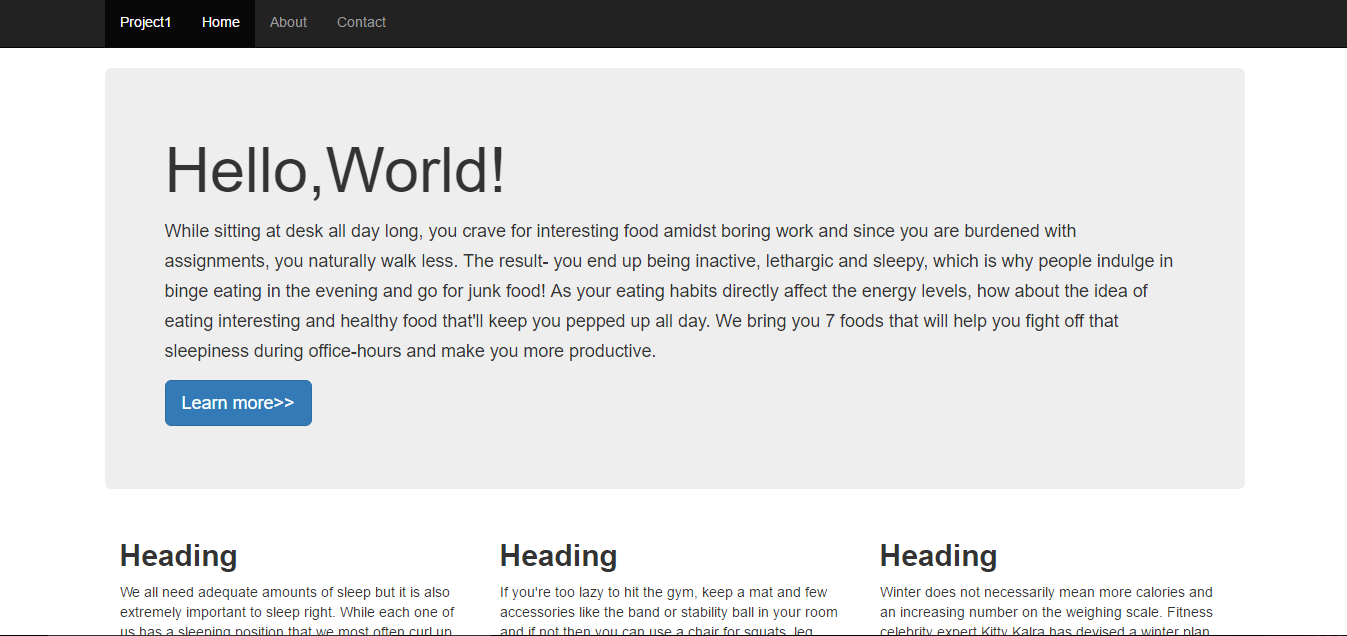 Project1 Home About Contact
Hello,World!
While sitting at desk all day long, you crave for interesting food amidst boring work and since you are burdened with
assignments, you naturally walk less. The result- you end up being inactive, lethargic and sleepy, which is why people indulge in
binge eating in the evening and go for junk food! As your eating habits directly affect the energy levels, how about the idea of
eating interesting and healthy food that'll keep you pepped up all day. We bring you 7 foods that will help you fight off that
sleepiness during office-hours and make you more productive.
Learn more>>
Heading
We all need adequate amounts of sleep but it is also
extremely important to sleep right. While each one of
us has a sleeping position that we most often curl up
Heading
If you're too lazy to hit the gym, keep a mat and few
accessories like the band or stability ball in your room
and if not then you can use a chair for squats, leg
Heading
Winter does not necessarily mean more calories and
an increasing number on the weighing scale. Fitness
celebrity expert Kitty Kalra has devised a winter plan